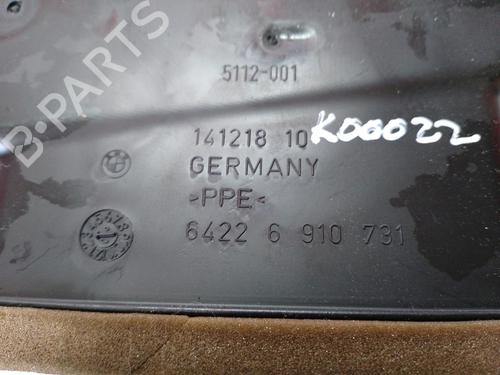 B-PARTS
5112-001
141218 10
K00022
GERMANY
>PPE<
6422 6 910 731